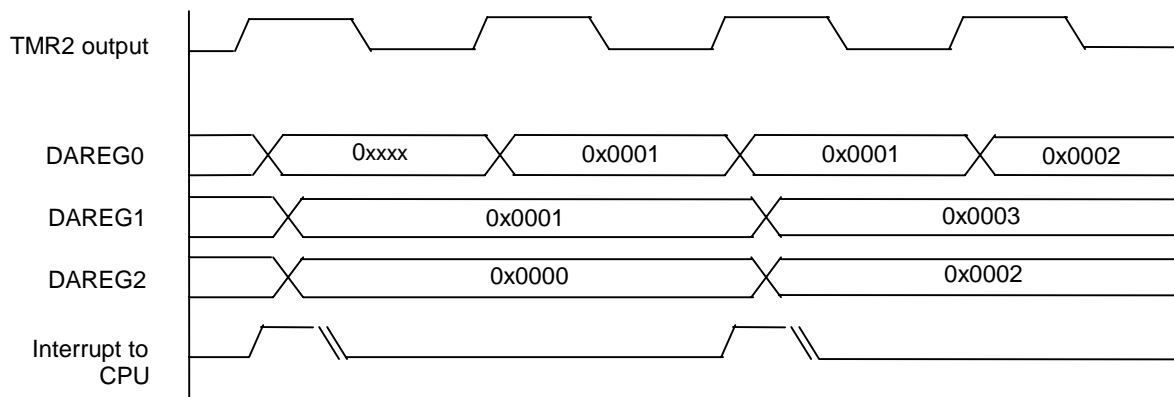 TMR2 output
DAREG0
0xxxx
0x0001
0x0001
0x0002
DAREG1
0x0001
0x0003
DAREG2
0x0000
0x0002
Interrupt to
CPU